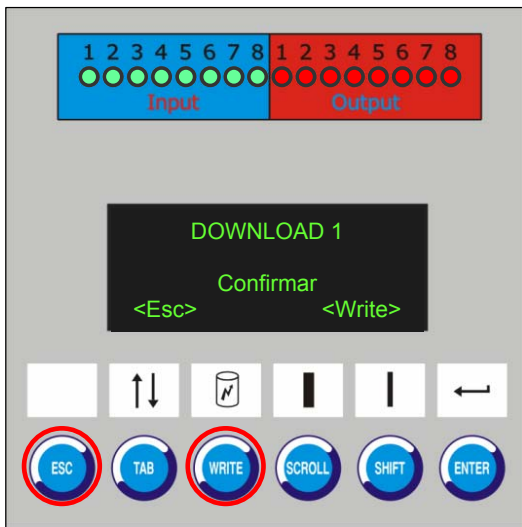 1 2 3 4 5 6 7 8 1 2 3 4 5 6 7 8
Input Output
DOWNLOAD 1
Confirmar
<Esc> <Write>
ESC TAB WRITE SCROLL SHIFT ENTER